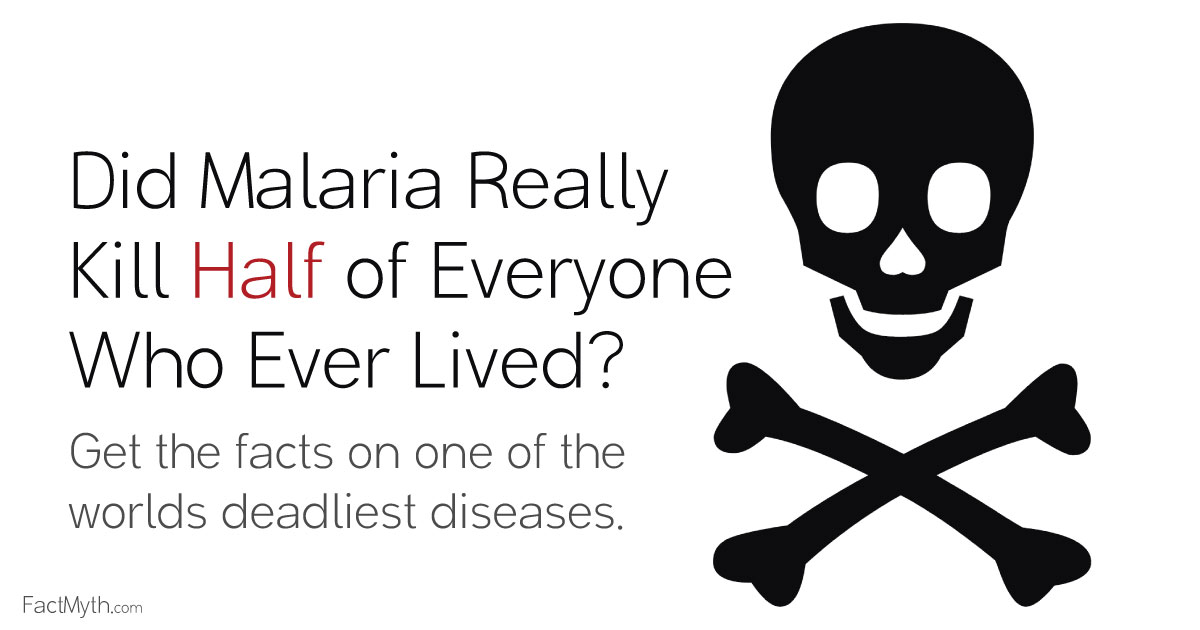 Did Malaria Really
Kill Half of Everyone
Who Ever Lived?
Get the facts on one of the
worlds deadliest diseases.
FactMyth.com